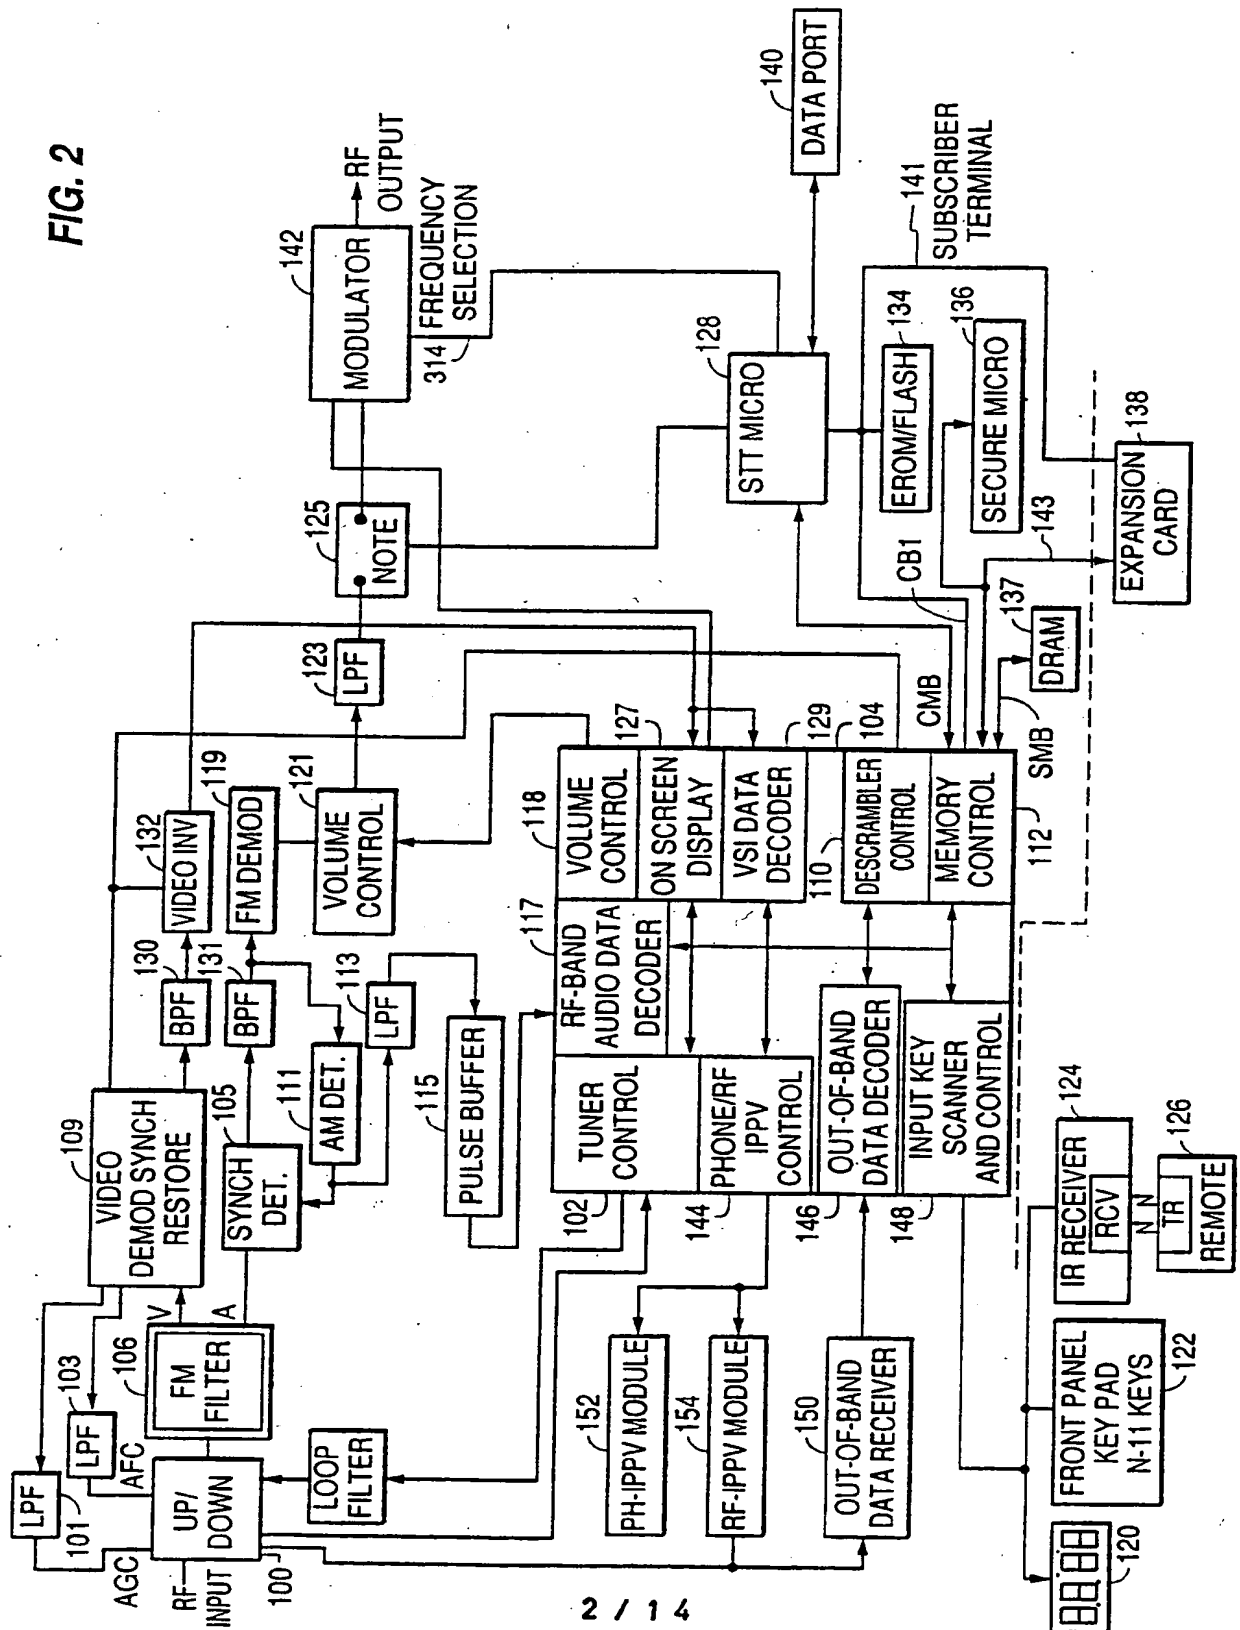 FIG. 2
AGC
RF
INPUT
100
UP/
DOWN
LPF
101
LPF
103
AFC
106
FM
FILTER
V
A
LOOP
FILTER
109
VIDEO
DEMOD SYNCH
RESTORE
105
SYNCH
DET.
130
BPF
131
BPF
111
AM DET.
113
LPF
115
PULSE BUFFER
132
VIDEO INV
119
FM DEMOD
121
VOLUME
CONTROL
123
LPF
125
NOTE
142
MODULATOR
RF
OUTPUT
314
FREQUENCY
SELECTION
128
STT MICRO
140
DATA PORT
141
SUBSCRIBER
TERMINAL
134
EROM/FLASH
136
SECURE MICRO
CB1
CMB
143
137
DRAM
SMB
138
EXPANSION
CARD
117
RF-BAND
AUDIO DATA
DECODER
118
VOLUME
CONTROL
127
ON SCREEN
DISPLAY
129
VSI DATA
DECODER
104
110
DESCRAMBLER
CONTROL
MEMORY
CONTROL
112
102
TUNER
CONTROL
144
PHONE/RF
IPPV
CONTROL
146
OUT-OF-BAND
DATA DECODER
148
INPUT KEY
SCANNER
AND CONTROL
152
PH-IPPV MODULE
154
RF-IPPV MODULE
150
OUT-OF-BAND
DATA RECEIVER
124
IR RECEIVER
RCV
N N
126
TR
REMOTE
FRONT PANEL
KEY PAD
N-11 KEYS
122
88:88
120
2 / 14